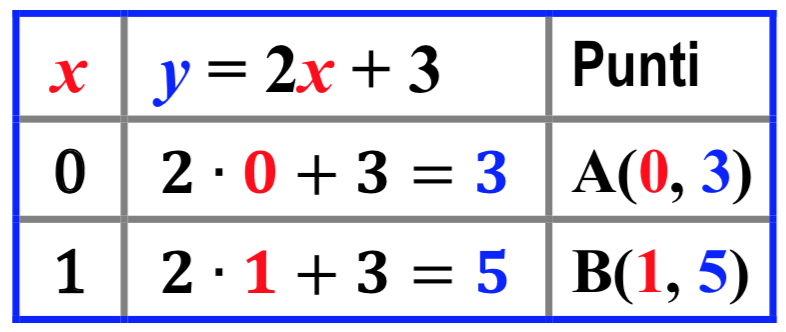 x y = 2x + 3 Punti
0 2 · 0 + 3 = 3 A(0, 3)
1 2 · 1 + 3 = 5 B(1, 5)